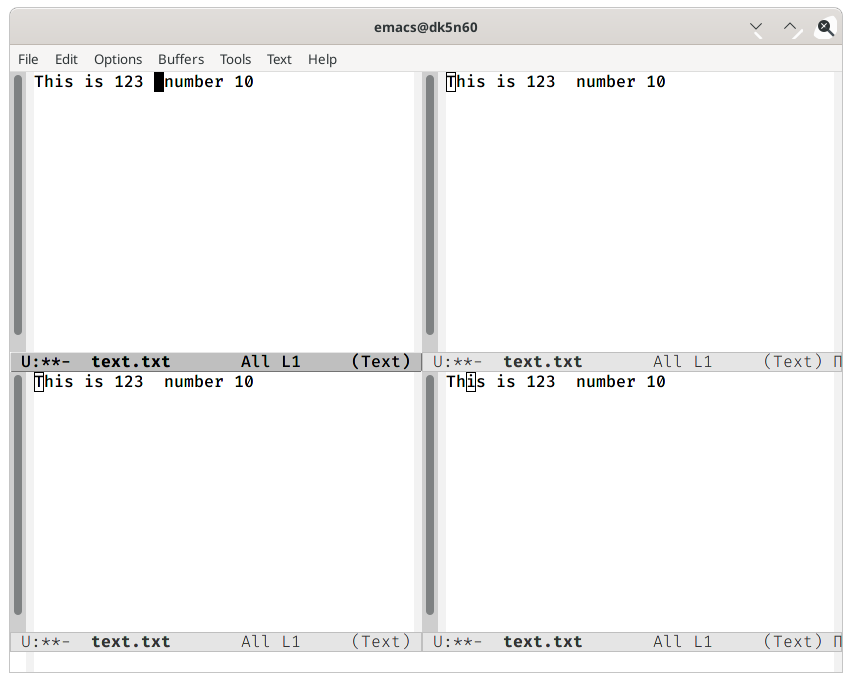 emacs@dk5n60
File Edit Options Buffers Tools Text Help
This is 123  number 10
This is 123  number 10
U:**-  text.txt       All L1     (Text)
U:**-  text.txt       All L1     (Text)
This is 123  number 10
This is 123  number 10
U:**-  text.txt       All L1     (Text)
U:**-  text.txt       All L1     (Text)